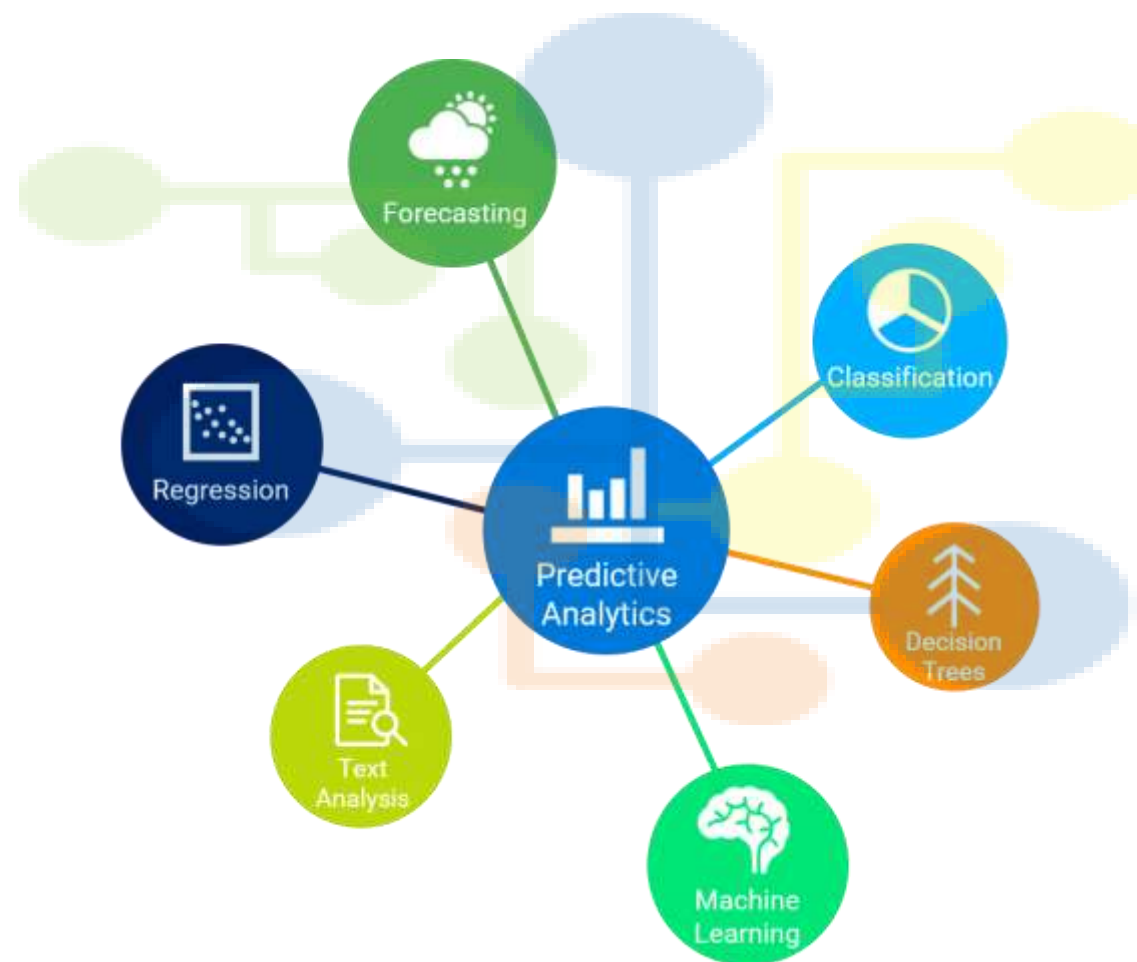 Forecasting
Classification
Regression
Predictive
Analytics
Decision
Trees
Text
Analysis
Machine
Learning